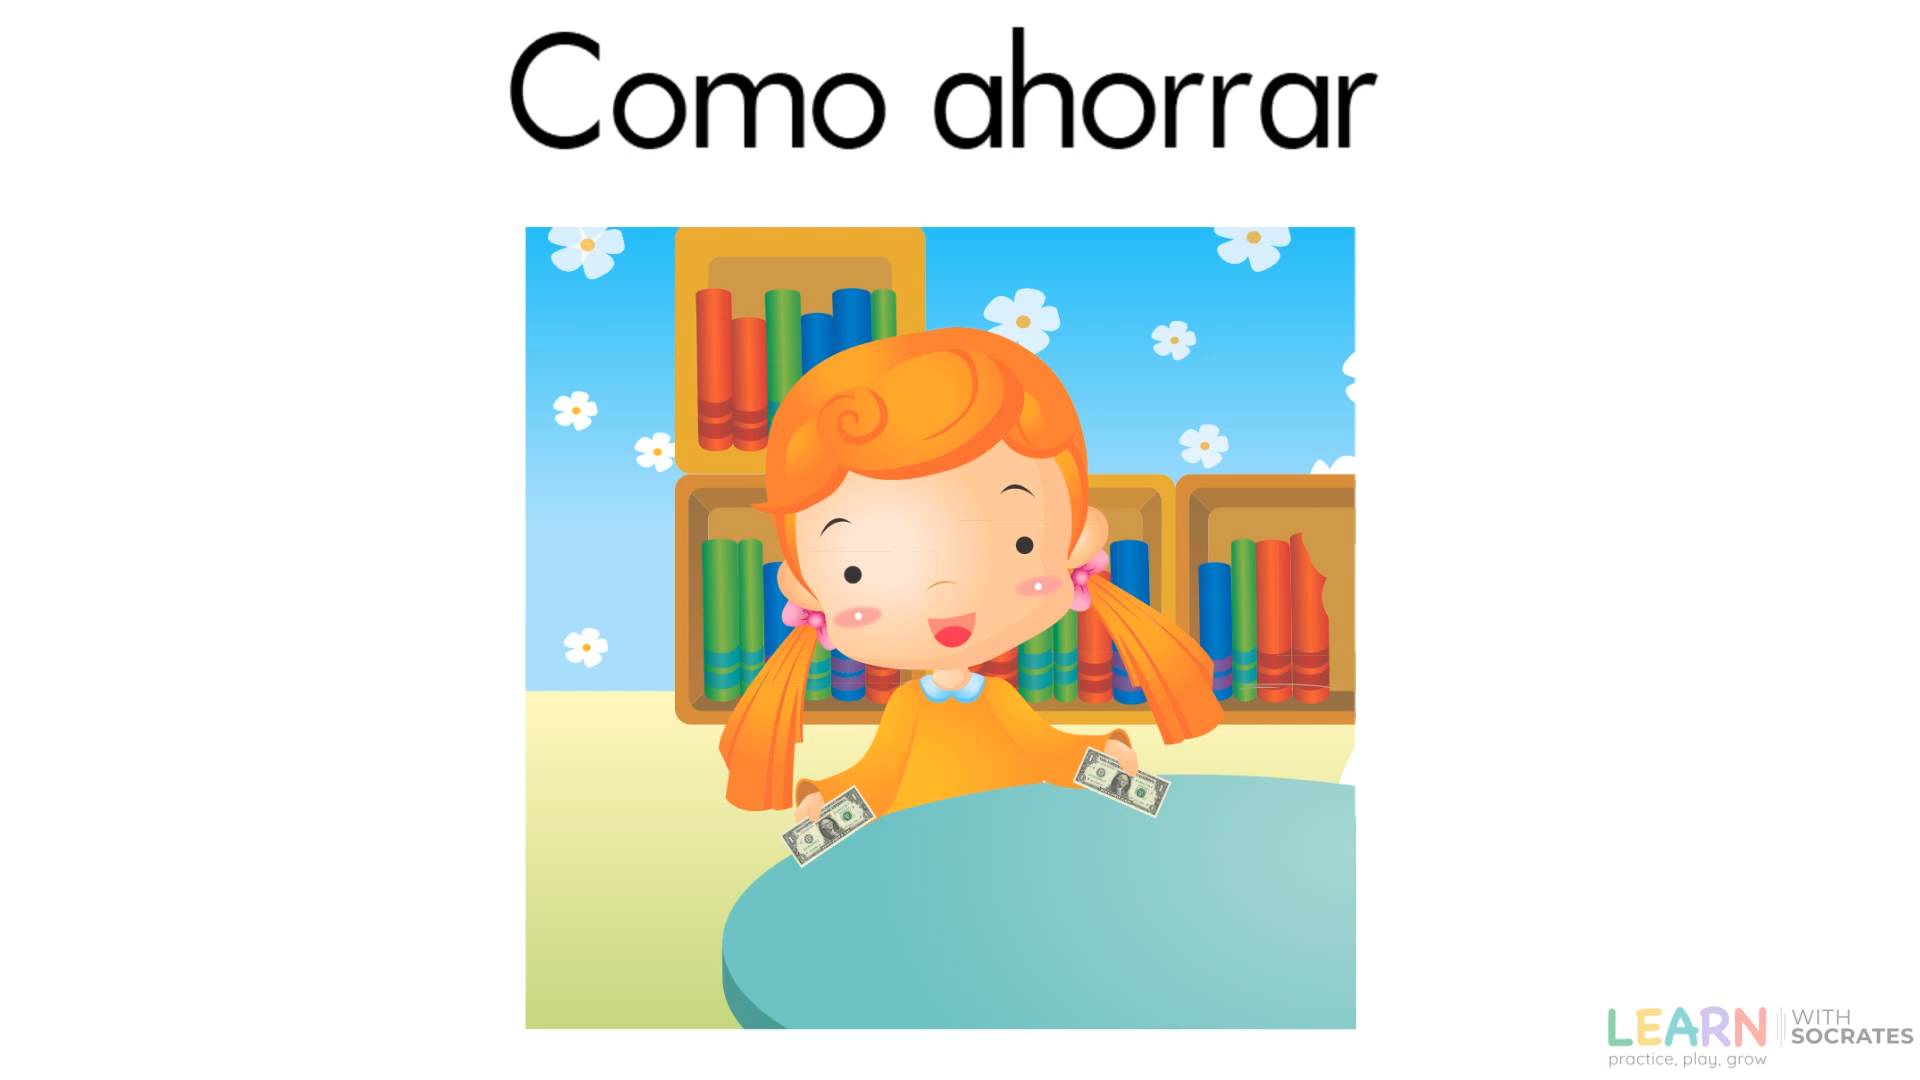 Como ahorrar
LEARN WITH SOCRATES
practice, play, grow